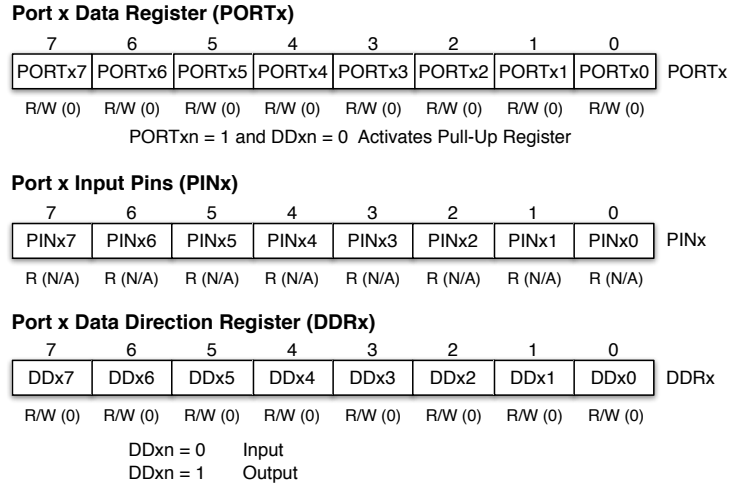 Port x Data Register (PORTx)
7 6 5 4 3 2 1 0
PORTx7 PORTx6 PORTx5 PORTx4 PORTx3 PORTx2 PORTx1 PORTx0 PORTx
R/W (0) R/W (0) R/W (0) R/W (0) R/W (0) R/W (0) R/W (0) R/W (0)
PORTxn = 1 and DDxn = 0 Activates Pull-Up Register
Port x Input Pins (PINx)
7 6 5 4 3 2 1 0
PINx7 PINx6 PINx5 PINx4 PINx3 PINx2 PINx1 PINx0 PINx
R (N/A) R (N/A) R (N/A) R (N/A) R (N/A) R (N/A) R (N/A) R (N/A)
Port x Data Direction Register (DDRx)
7 6 5 4 3 2 1 0
DDx7 DDx6 DDx5 DDx4 DDx3 DDx2 DDx1 DDx0 DDRx
R/W (0) R/W (0) R/W (0) R/W (0) R/W (0) R/W (0) R/W (0) R/W (0)
DDxn = 0 Input
DDxn = 1 Output